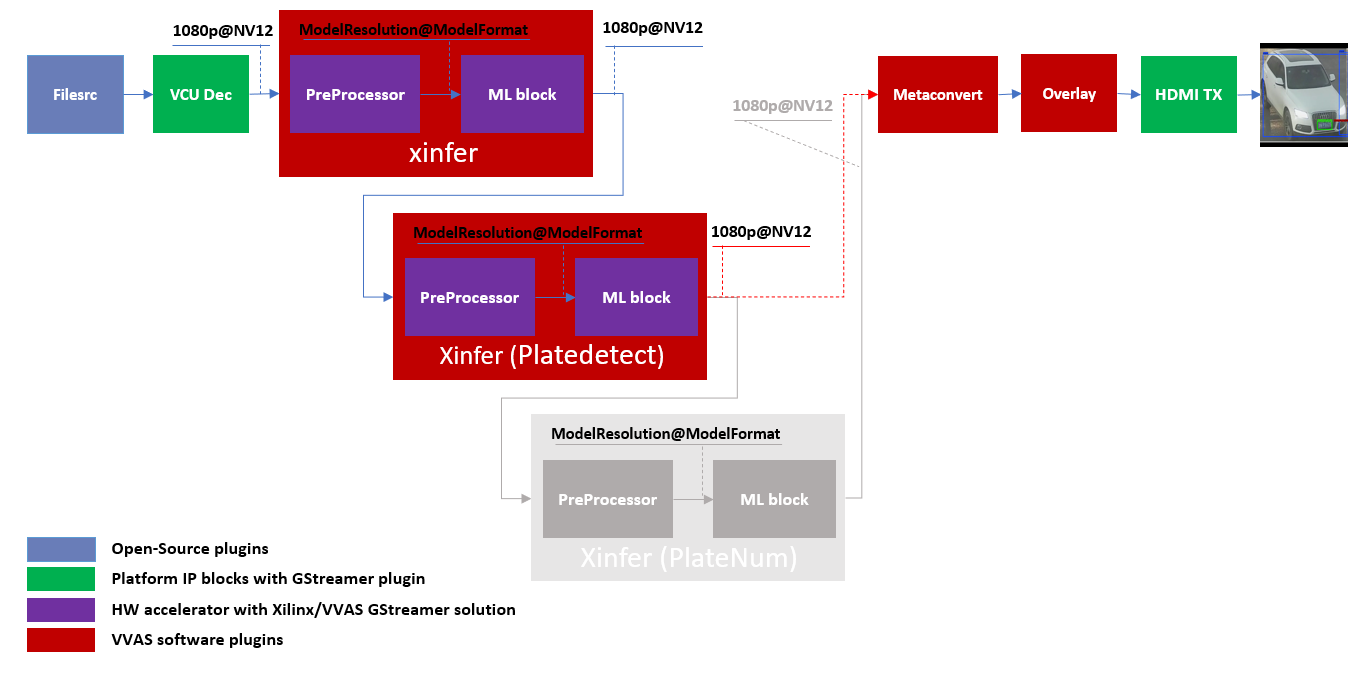 1080p@NV12
ModelResolution@ModelFormat
1080p@NV12
Filesrc
VCU Dec
PreProcessor
ML block
xinfer
1080p@NV12
Metaconvert
Overlay
HDMI TX
ModelResolution@ModelFormat
1080p@NV12
PreProcessor
ML block
Xinfer (Platedetect)
ModelResolution@ModelFormat
PreProcessor
ML block
Xinfer (PlateNum)
Open-Source plugins
Platform IP blocks with GStreamer plugin
HW accelerator with Xilinx/VVAS GStreamer solution
VVAS software plugins